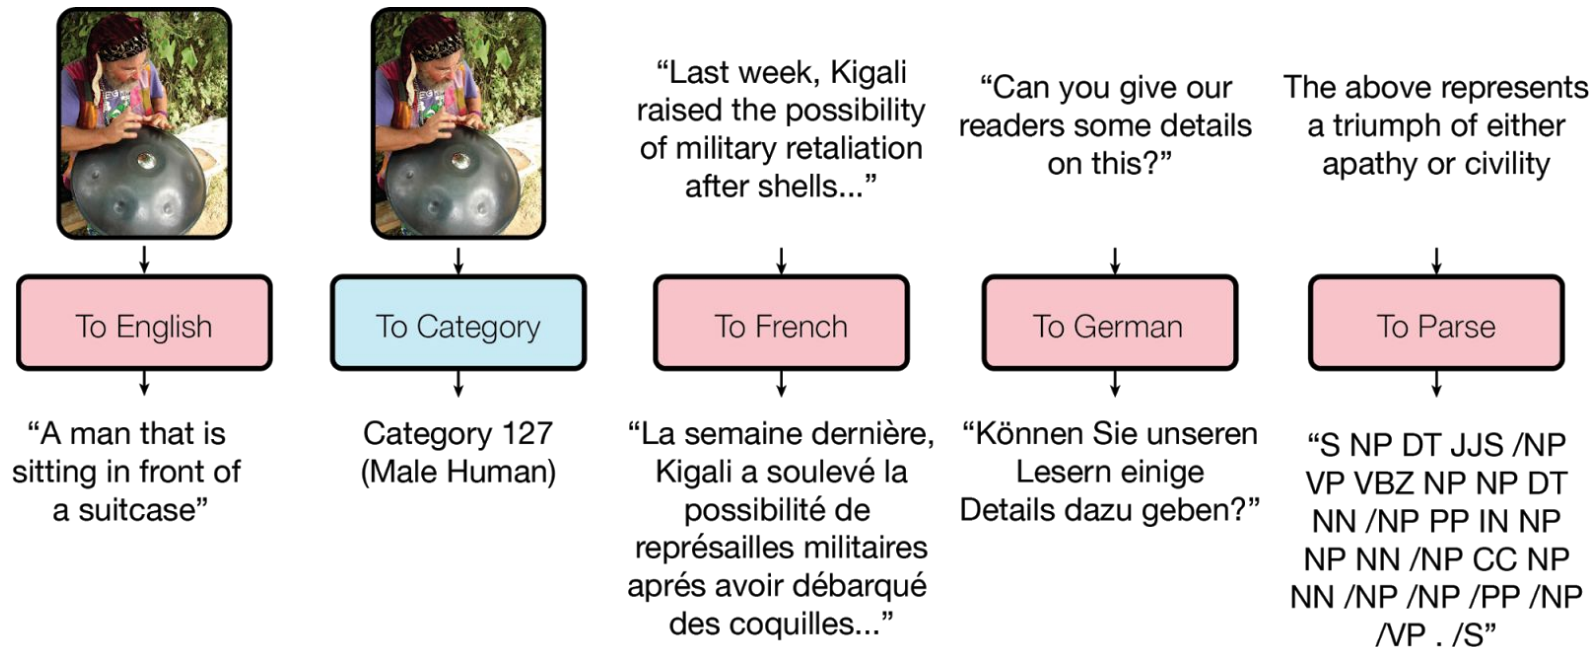 “Last week, Kigali
raised the possibility
of military retaliation
after shells...”
“Can you give our
readers some details
on this?”
The above represents
a triumph of either
apathy or civility
To English
To Category
To French
To German
To Parse
“A man that is
sitting in front of
a suitcase”
Category 127
(Male Human)
“La semaine dernière,
Kigali a soulevé la
possibilité de
représailles militaires
aprés avoir débarqué
des coquilles...”
“Können Sie unseren
Lesern einige
Details dazu geben?”
“S NP DT JJS /NP
VP VBZ NP NP DT
NN /NP PP IN NP
NP NN /NP CC NP
NN /NP /NP /PP /NP
/VP . /S”